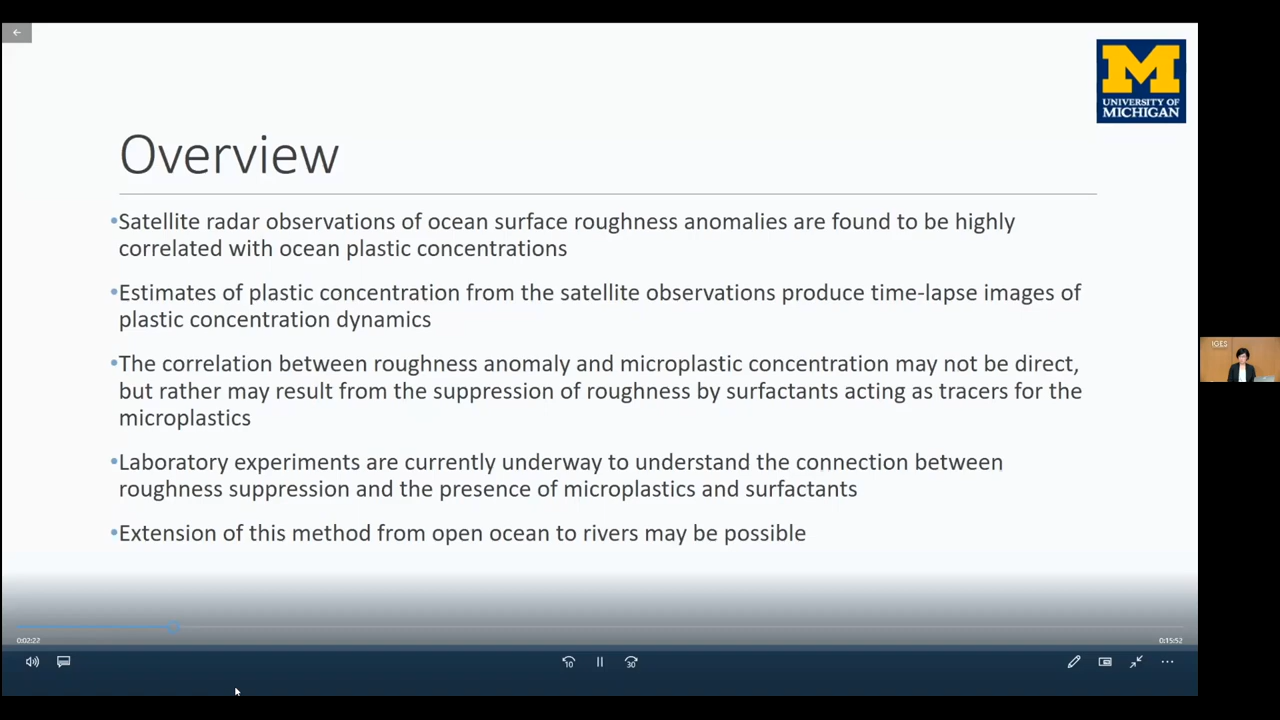 M
UNIVERSITY OF
MICHIGAN
Overview
•Satellite radar observations of ocean surface roughness anomalies are found to be highly
correlated with ocean plastic concentrations
•Estimates of plastic concentration from the satellite observations produce time-lapse images of
plastic concentration dynamics
•The correlation between roughness anomaly and microplastic concentration may not be direct,
but rather may result from the suppression of roughness by surfactants acting as tracers for the
microplastics
•Laboratory experiments are currently underway to understand the connection between
roughness suppression and the presence of microplastics and surfactants
•Extension of this method from open ocean to rivers may be possible
IGES
0:02:22
0:15:52
10
30